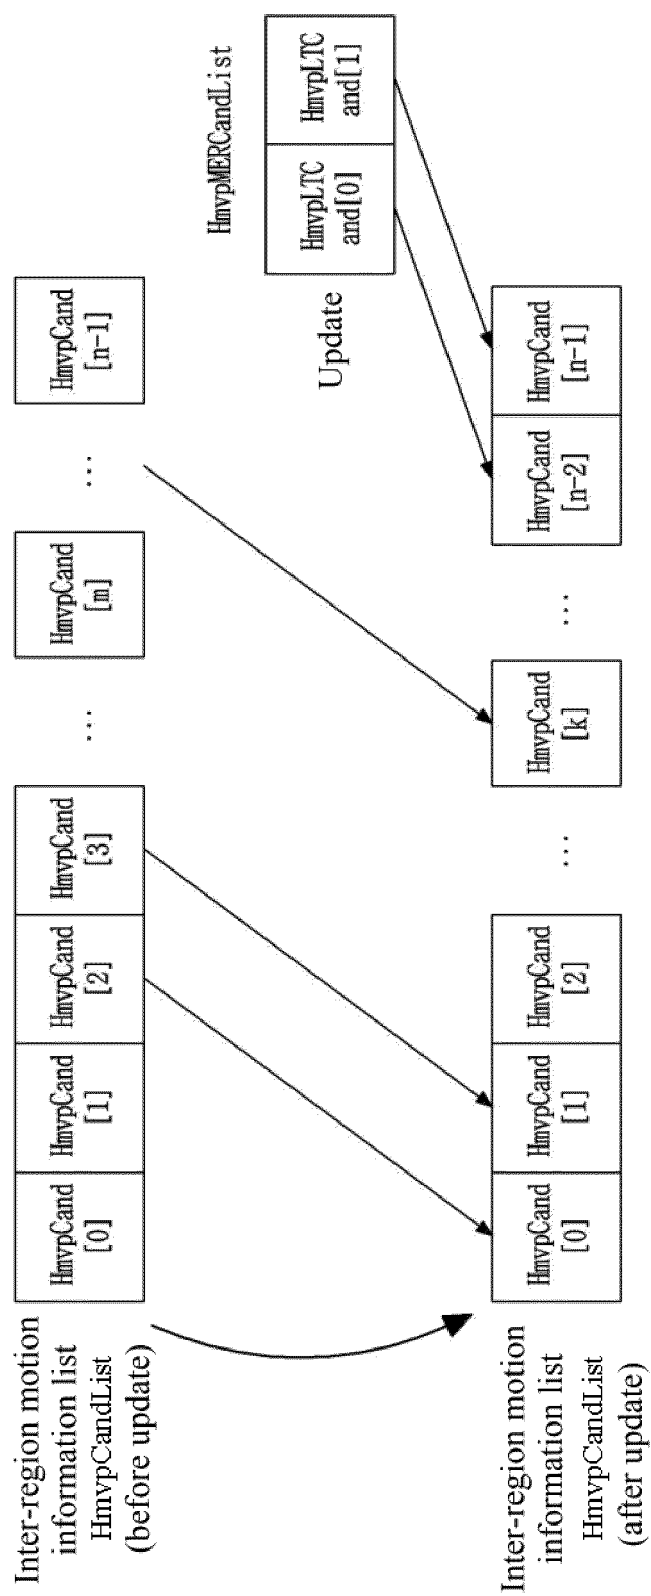 Inter-region motion
information list
HmvpCandList
(before update)
HmvpCand
[0]
HmvpCand
[1]
HmvpCand
[2]
HmvpCand
[3]
...
HmvpCand
[m]
...
HmvpCand
[n-1]
HmvpMERCandList
HmvpLTC
and[0]
HmvpLTC
and[1]
Update
Inter-region motion
information list
HmvpCandList
(after update)
HmvpCand
[0]
HmvpCand
[1]
HmvpCand
[2]
...
HmvpCand
[k]
...
HmvpCand
[n-2]
HmvpCand
[n-1]